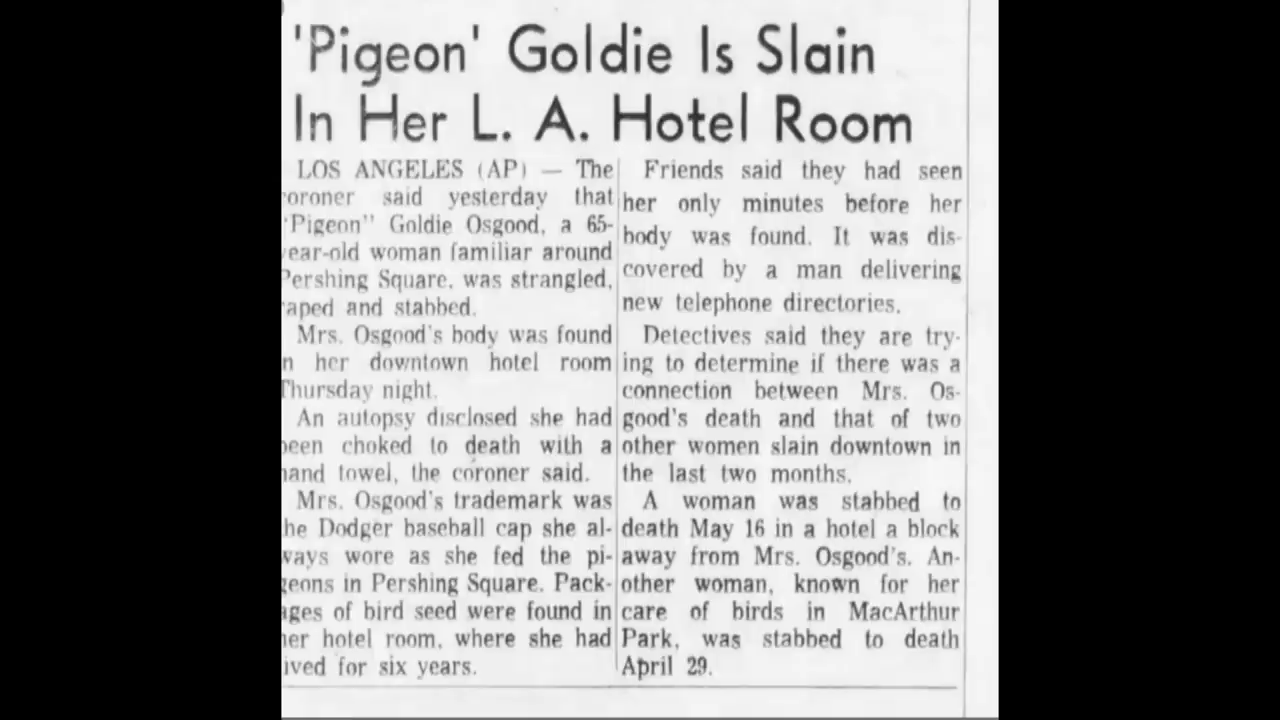 'Pigeon' Goldie Is Slain
In Her L. A. Hotel Room
LOS ANGELES (AP) — The
oroner said yesterday that
'Pigeon" Goldie Osgood, a 65-
ear-old woman familiar around
Pershing Square, was strangled,
aped and stabbed.
Mrs. Osgood's body was found
n her downtown hotel room
Thursday night.
An autopsy disclosed she had
een choked to death with a
hand towel, the coroner said.
Mrs. Osgood's trademark was
he Dodger baseball cap she al-
ways wore as she fed the pi-
geons in Pershing Square. Pack-
ages of bird seed were found in
her hotel room, where she had
ived for six years.
Friends said they had seen
her only minutes before her
body was found. It was dis-
covered by a man delivering
new telephone directories.
Detectives said they are try-
ing to determine if there was a
connection between Mrs. Os-
good's death and that of two
other women slain downtown in
the last two months.
A woman was stabbed to
death May 16 in a hotel a block
away from Mrs. Osgood's. An-
other woman, known for her
care of birds in MacArthur
Park, was stabbed to death
April 29.